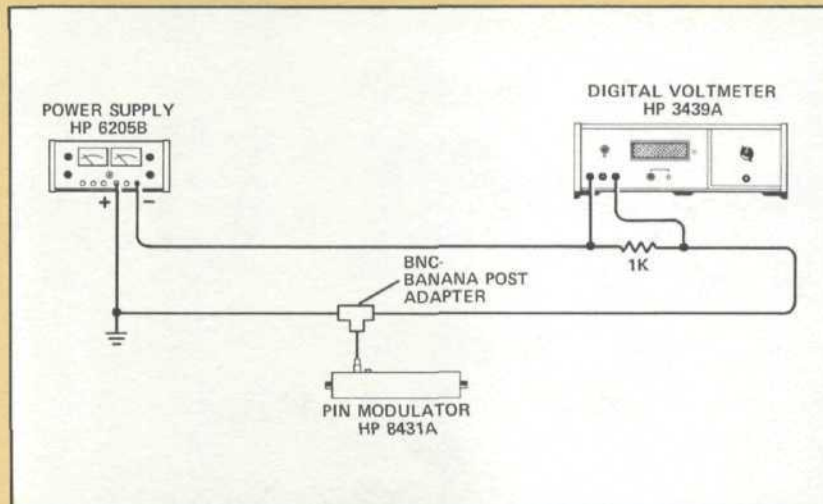 POWER SUPPLY
HP 6205B
+ −
DIGITAL VOLTMETER
HP 3439A
1K
BNC-
BANANA POST
ADAPTER
PIN MODULATOR
HP 8431A